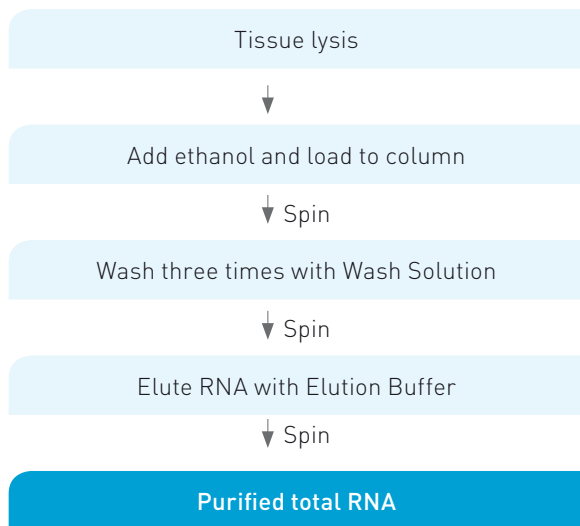 Tissue lysis
Add ethanol and load to column
Spin
Wash three times with Wash Solution
Spin
Elute RNA with Elution Buffer
Spin
Purified total RNA